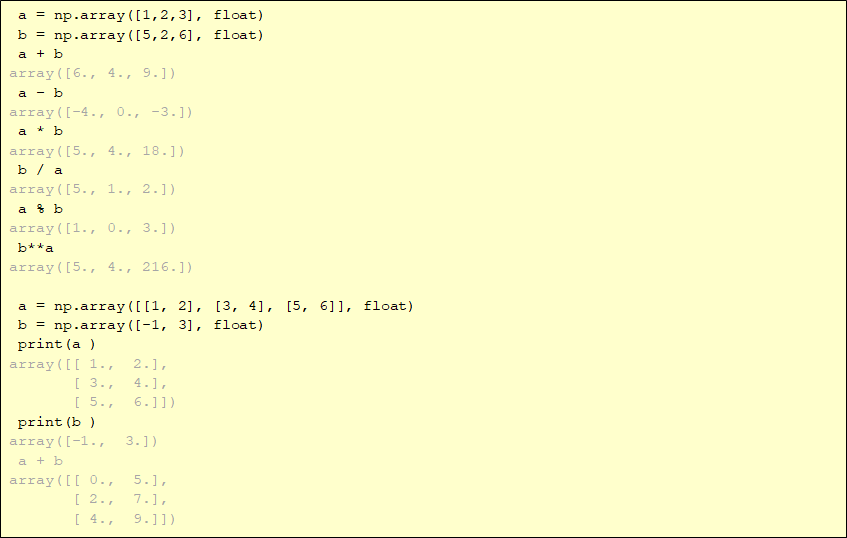 a = np.array([1,2,3], float)
b = np.array([5,2,6], float)
a + b
array([6., 4., 9.])
a - b
array([-4., 0., -3.])
a * b
array([5., 4., 18.])
b / a
array([5., 1., 2.])
a % b
array([1., 0., 3.])
b**a
array([5., 4., 216.])
a = np.array([[1, 2], [3, 4], [5, 6]], float)
b = np.array([-1, 3], float)
print(a )
array([[ 1.,  2.],
       [ 3.,  4.],
       [ 5.,  6.]])
print(b )
array([-1.,  3.])
a + b
array([[ 0.,  5.],
       [ 2.,  7.],
       [ 4.,  9.]])